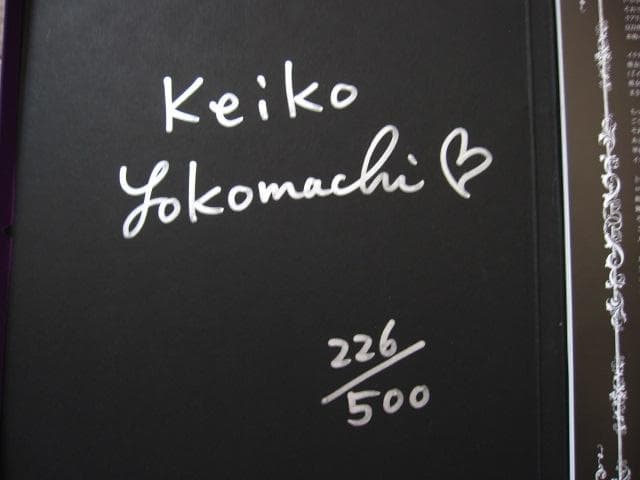 Keiko
Yokomachi ♡
226/500